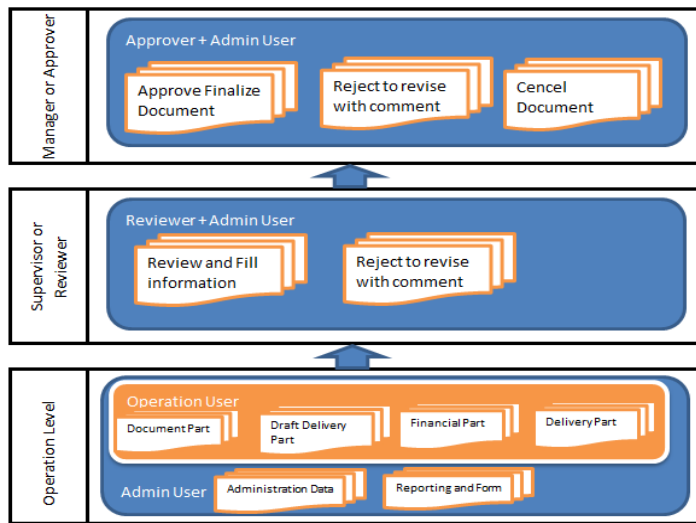 Manager or Approver
Approver + Admin User
Approve Finalize
Document
Reject to revise
with comment
Cencel
Document
Supervisor or
Reviewer
Reviewer + Admin User
Review and Fill
information
Reject to revise
with comment
Operation Level
Operation User
Document Part
Draft Delivery
Part
Financial Part
Delivery Part
Admin User
Administration Data
Reporting and Form